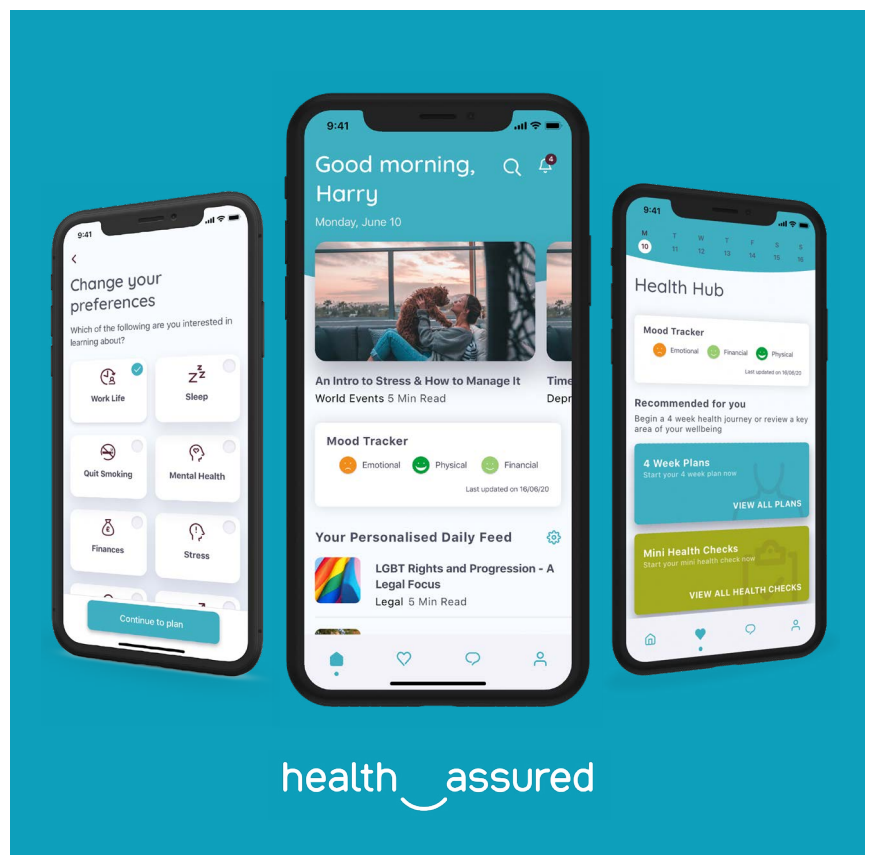 9:41
Change your
preferences
Which of the following are you interested in
learning about?
Work Life
Sleep
Quit Smoking
Mental Health
Finances
Stress
Continue to plan
9:41
Good morning,
Harry
4
Monday, June 10
An Intro to Stress & How to Manage It
World Events 5 Min Read
Time
Depr
Mood Tracker
Emotional
Physical
Financial
Last updated on 16/06/20
Your Personalised Daily Feed
LGBT Rights and Progression - A
Legal Focus
Legal 5 Min Read
9:41
M T W T F S S
10 11 12 13 14 15 16
Health Hub
Mood Tracker
Emotional
Financial
Physical
Last updated on 16/06/20
Recommended for you
Begin a 4 week health journey or review a key
area of your wellbeing
4 Week Plans
Start your 4 week plan now
VIEW ALL PLANS
Mini Health Checks
Start your mini health check now
VIEW ALL HEALTH CHECKS
health assured